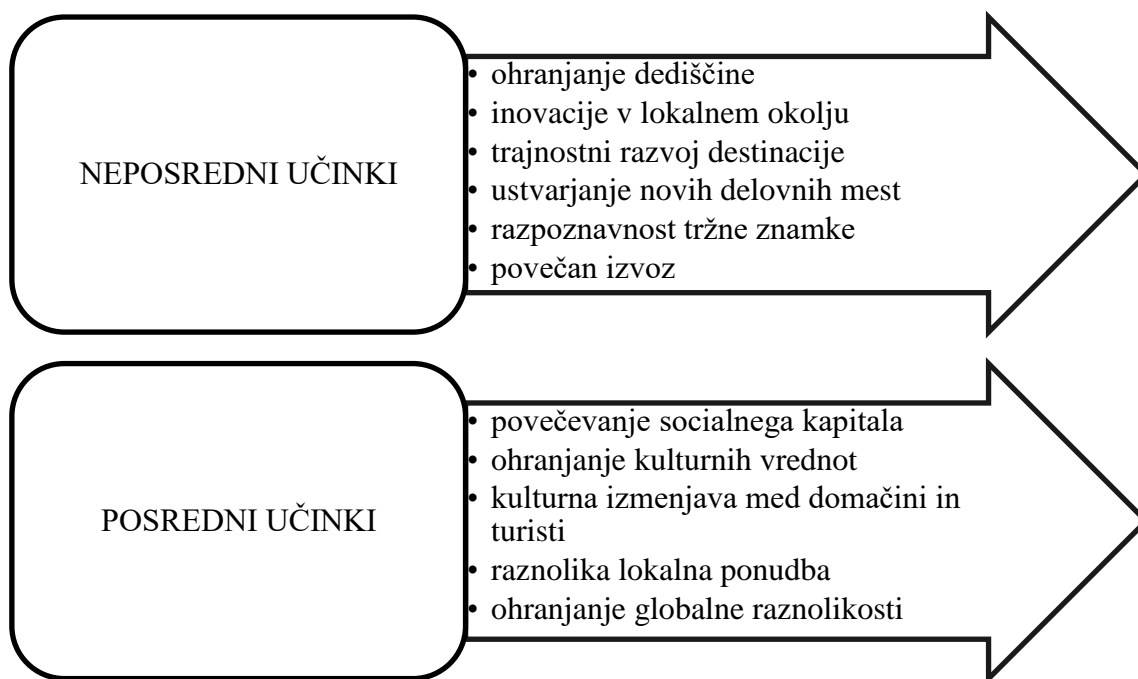 NEPOSREDNI UČINKI
• ohranjanje dediščine
• inovacije v lokalnem okolju
• trajnostni razvoj destinacije
• ustvarjanje novih delovnih mest
• razpoznavnost tržne znamke
• povečan izvoz
POSREDNI UČINKI
• povečevanje socialnega kapitala
• ohranjanje kulturnih vrednot
• kulturna izmenjava med domačini in
turisti
• raznolika lokalna ponudba
• ohranjanje globalne raznolikosti